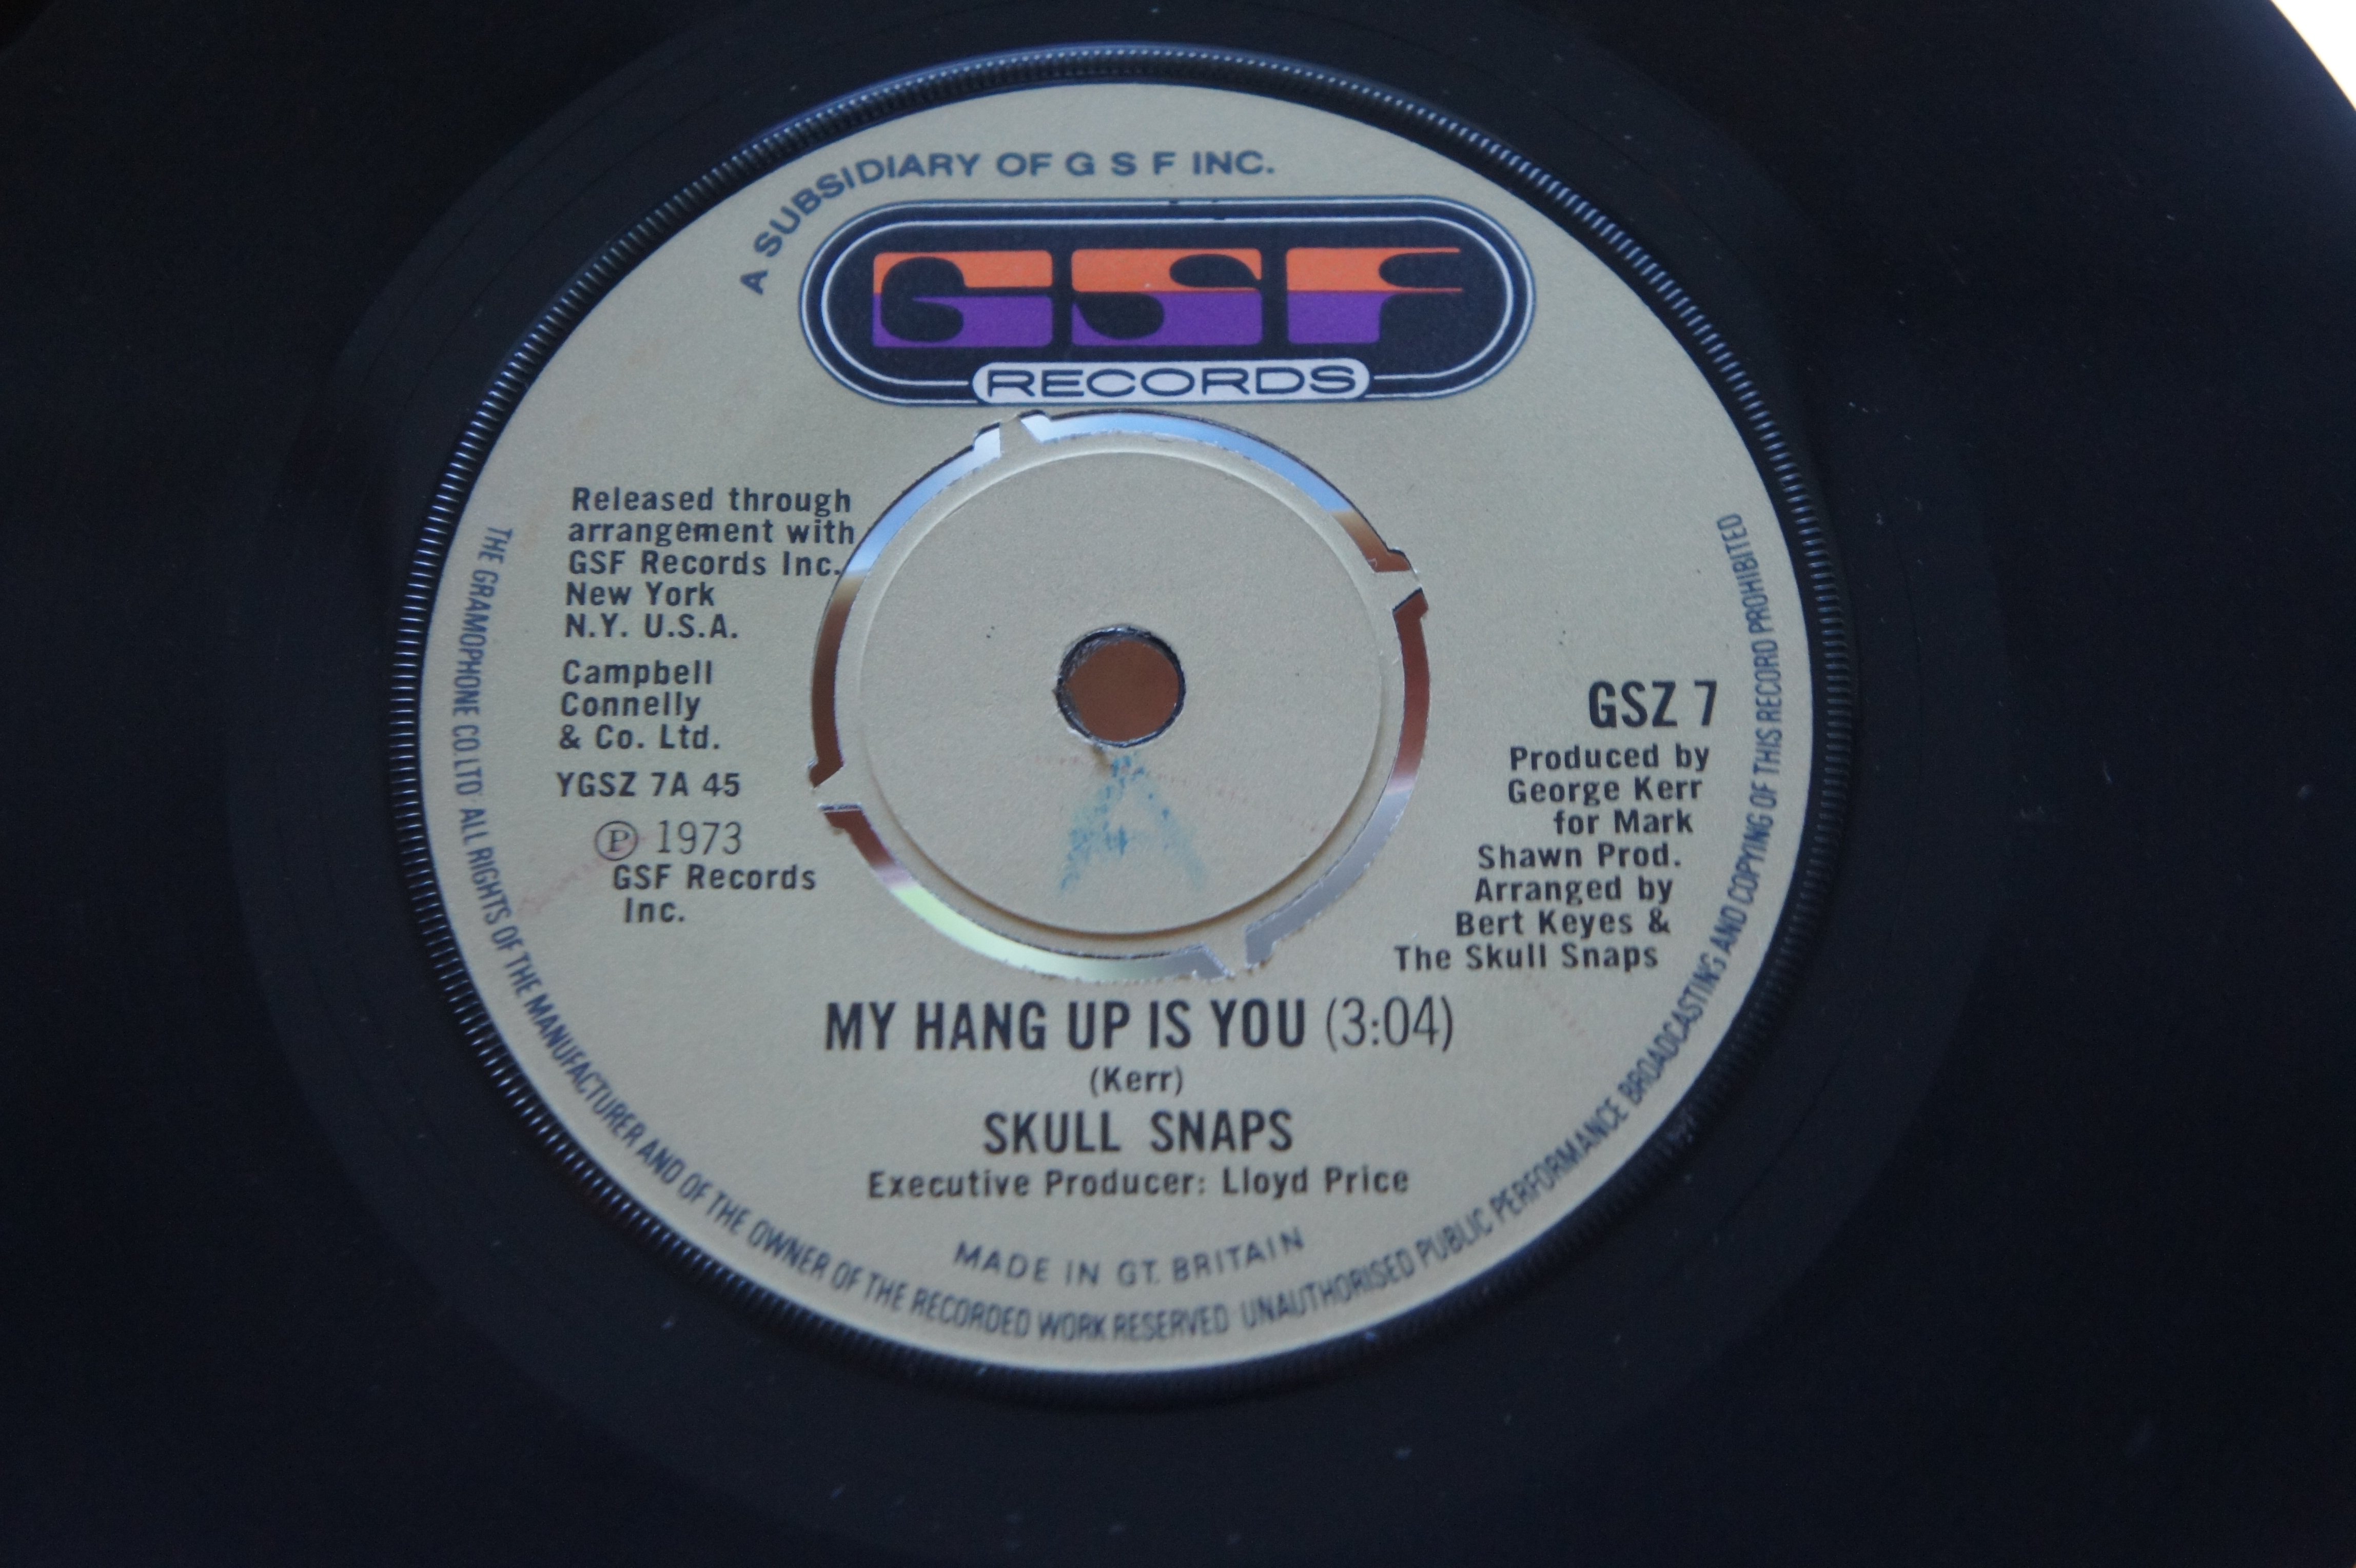 A SUBSIDIARY OF G S F INC.
GSF
RECORDS
Released through
arrangement with
GSF Records Inc.
New York
N.Y. U.S.A.
Campbell
Connelly
& Co. Ltd.
YGSZ 7A 45
Ⓟ 1973
GSF Records
Inc.
GSZ 7
Produced by
George Kerr
for Mark
Shawn Prod.
Arranged by
Bert Keyes &
The Skull Snaps
A
MY HANG UP IS YOU (3:04)
(Kerr)
SKULL SNAPS
Executive Producer: Lloyd Price
MADE IN GT. BRITAIN
THE GRAMOPHONE CO. LTD. ALL RIGHTS OF THE MANUFACTURER AND OF THE OWNER OF THE RECORDED WORK RESERVED UNAUTHORISED PUBLIC PERFORMANCE BROADCASTING AND COPYING OF THIS RECORD PROHIBITED